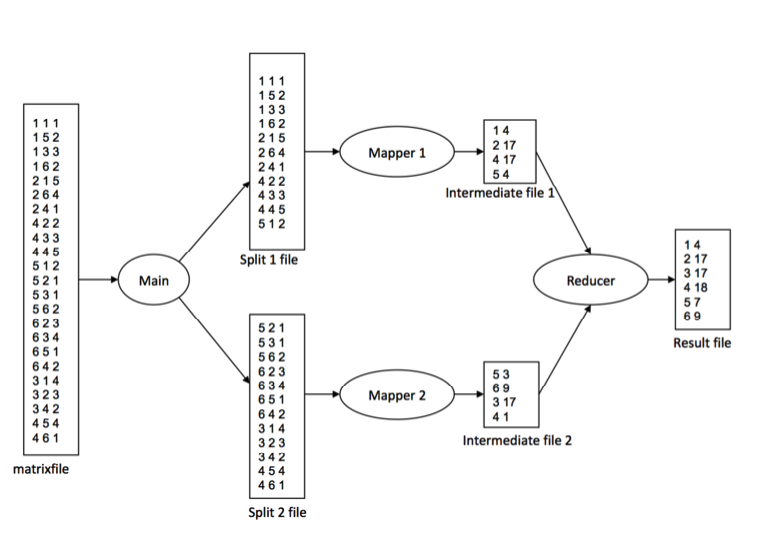 1 1 1
1 5 2
1 3 3
1 6 2
2 1 5
2 6 4
2 4 1
4 2 2
4 3 3
4 4 5
5 1 2
5 2 1
5 3 1
5 6 2
6 2 3
6 3 4
6 5 1
6 4 2
3 1 4
3 2 3
3 4 2
4 5 4
4 6 1
matrixfile
Main
1 1 1
1 5 2
1 3 3
1 6 2
2 1 5
2 6 4
2 4 1
4 2 2
4 3 3
4 4 5
5 1 2
Split 1 file
5 2 1
5 3 1
5 6 2
6 2 3
6 3 4
6 5 1
6 4 2
3 1 4
3 2 3
3 4 2
4 5 4
4 6 1
Split 2 file
Mapper 1
1 4
2 17
4 17
5 4
Intermediate file 1
Mapper 2
5 3
6 9
3 17
4 1
Intermediate file 2
Reducer
1 4
2 17
3 17
4 18
5 7
6 9
Result file